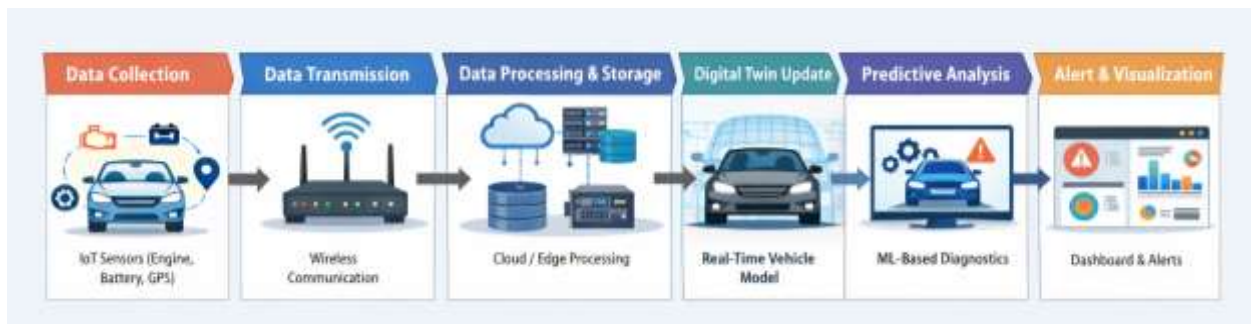 Data Collection
Data Transmission
Data Processing & Storage
Digital Twin Update
Predictive Analysis
Alert & Visualization
IoT Sensors (Engine,
Battery, GPS)
Wireless
Communication
Cloud / Edge Processing
Real-Time Vehicle
Model
ML-Based Diagnostics
Dashboard & Alerts